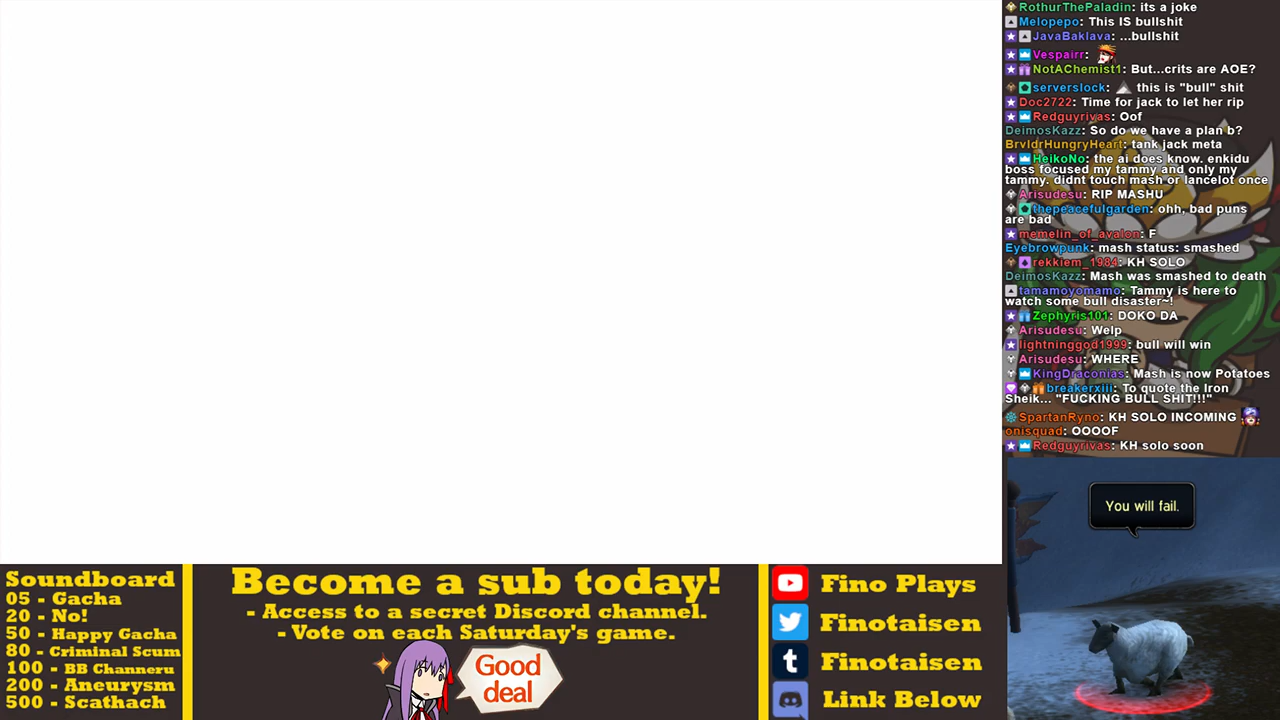 RothurThePaladin: its a joke
Melopepo: This IS bullshit
JavaBaklava: ...bullshit
Vespairr:
NotAChemist1: But...crits are AOE?
serverslock: this is "bull" shit
Doc2722: Time for jack to let her rip
Redguyrivas: Oof
DeimosKazz: So do we have a plan b?
BrvldrHungryHeart: tank jack meta
HeikoNo: the ai does know. enkidu
boss focused my tammy and only my
tammy. didnt touch mash or lancelot once
Arisudesu: RIP MASHU
thepeacefulgarden: ohh, bad puns
are bad
memelin_of_avalon: F
Eyebrowpunk: mash status: smashed
rekkiem_1984: KH SOLO
DeimosKazz: Mash was smashed to death
tamamoyomamo: Tammy is here to
watch some bull disaster~!
Zephyris101: DOKO DA
Arisudesu: Welp
lightninggod1999: bull will win
Arisudesu: WHERE
KingDraconias: Mash is now Potatoes
breakerxiii: To quote the Iron
Sheik... "FUCKING BULL SHIT!!!"
SpartanRyno: KH SOLO INCOMING
onisquad: OOOOF
Redguyrivas: KH solo soon
You will fail.
Soundboard
05 - Gacha
20 - No!
50 - Happy Gacha
80 - Criminal Scum
100 - BB Channeru
200 - Aneurysm
500 - Scathach
Become a sub today!
- Access to a secret Discord channel.
- Vote on each Saturday's game.
Good
deal
Fino Plays
Finotaisen
t Finotaisen
Link Below